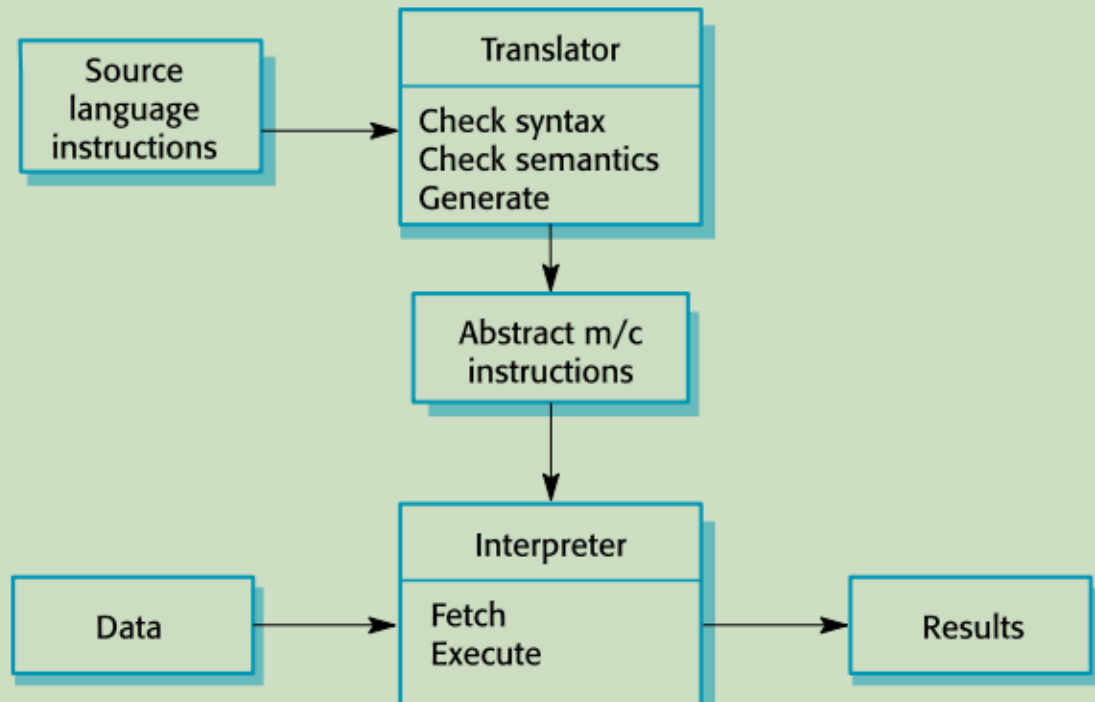 Source
language
instructions
Translator
Check syntax
Check semantics
Generate
Abstract m/c
instructions
Interpreter
Data
Fetch
Execute
Results